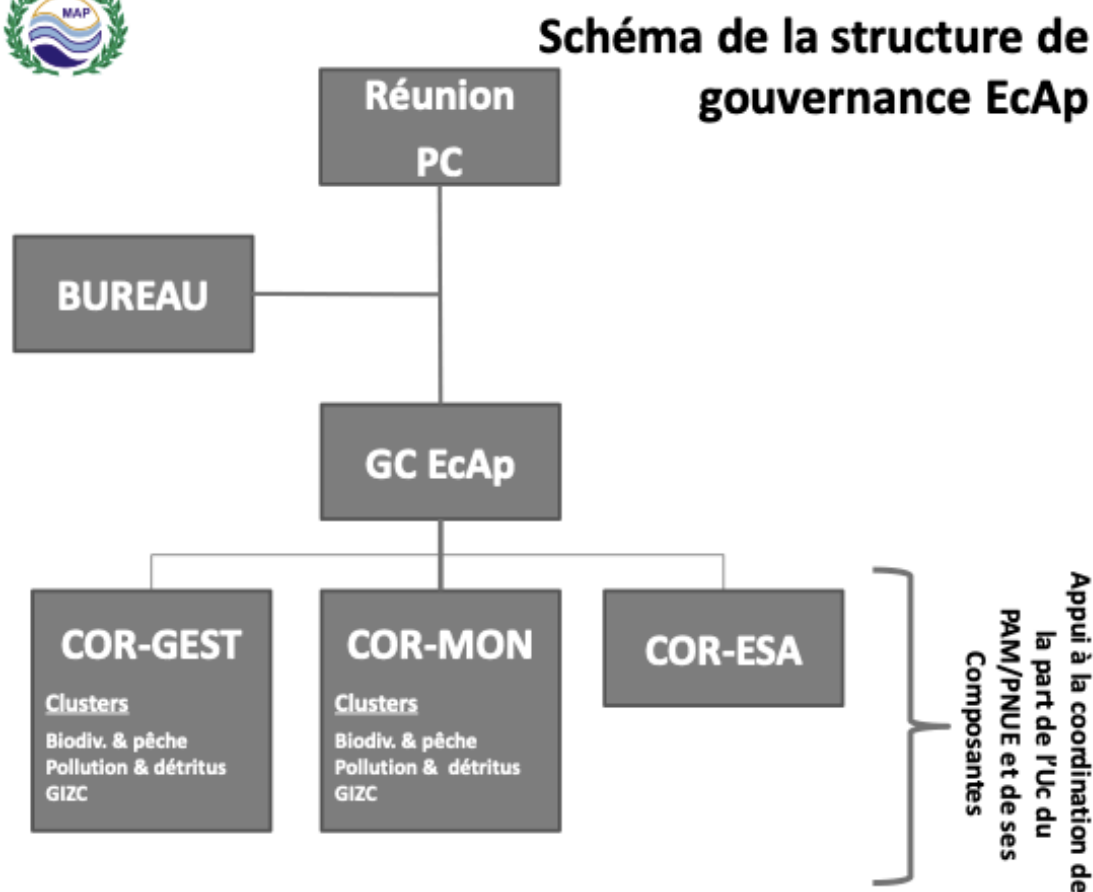 MAP
Schéma de la structure de
gouvernance EcAp
Réunion
PC
BUREAU
GC EcAp
COR-GEST
Clusters
Biodiv. & pêche
Pollution & détritus
GIZC
COR-MON
Clusters
Biodiv. & pêche
Pollution & détritus
GIZC
COR-ESA
Appui à la coordination de
la part de l'Uc du
PAM/PNUE et de ses
Composantes